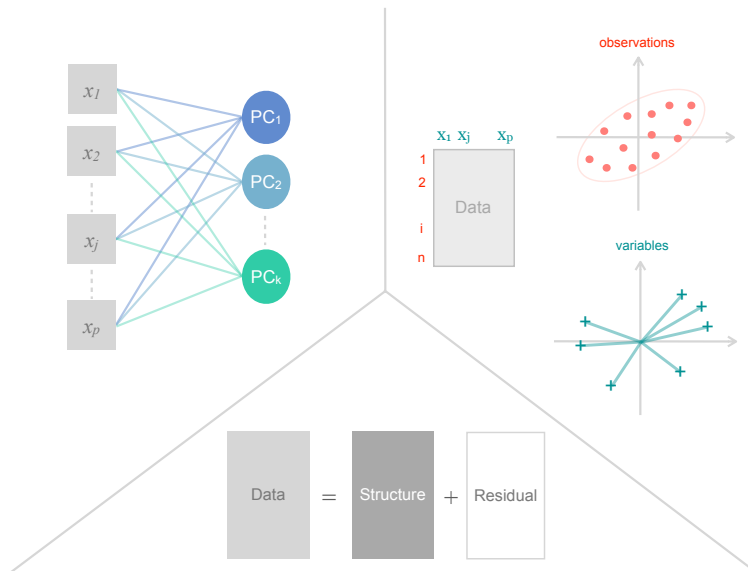 x₁
x₂
xⱼ
xₚ
PC₁
PC₂
PCₖ
x₁ xⱼ xₚ
1
2
i
n
Data
observations
variables
Data = Structure + Residual